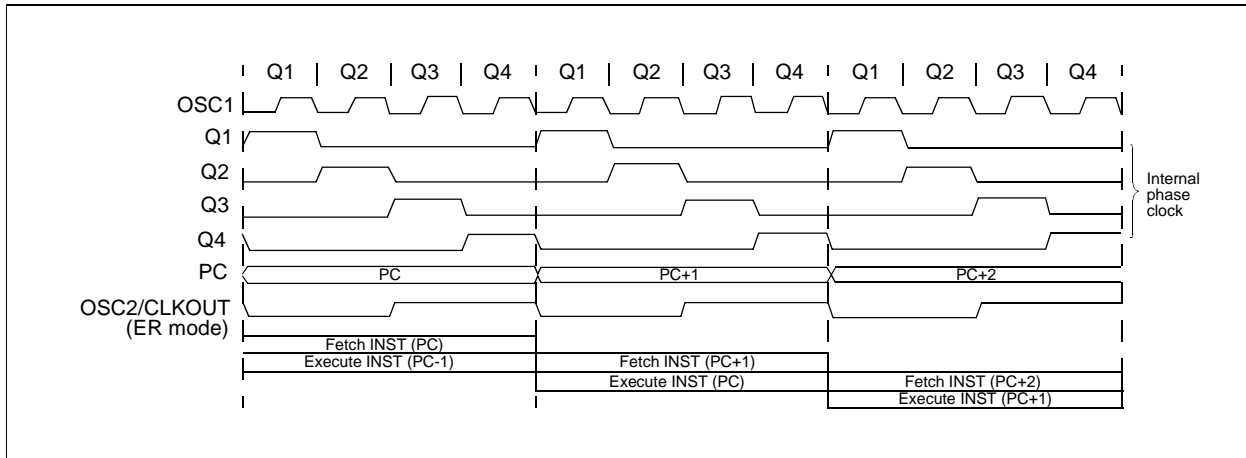 Q1 Q2 Q3 Q4 Q1 Q2 Q3 Q4 Q1 Q2 Q3 Q4
OSC1
Q1
Q2
Q3
Q4
Internal
phase
clock
PC PC PC+1 PC+2
OSC2/CLKOUT
(ER mode)
Fetch INST (PC)
Execute INST (PC-1) Fetch INST (PC+1)
Execute INST (PC) Fetch INST (PC+2)
Execute INST (PC+1)